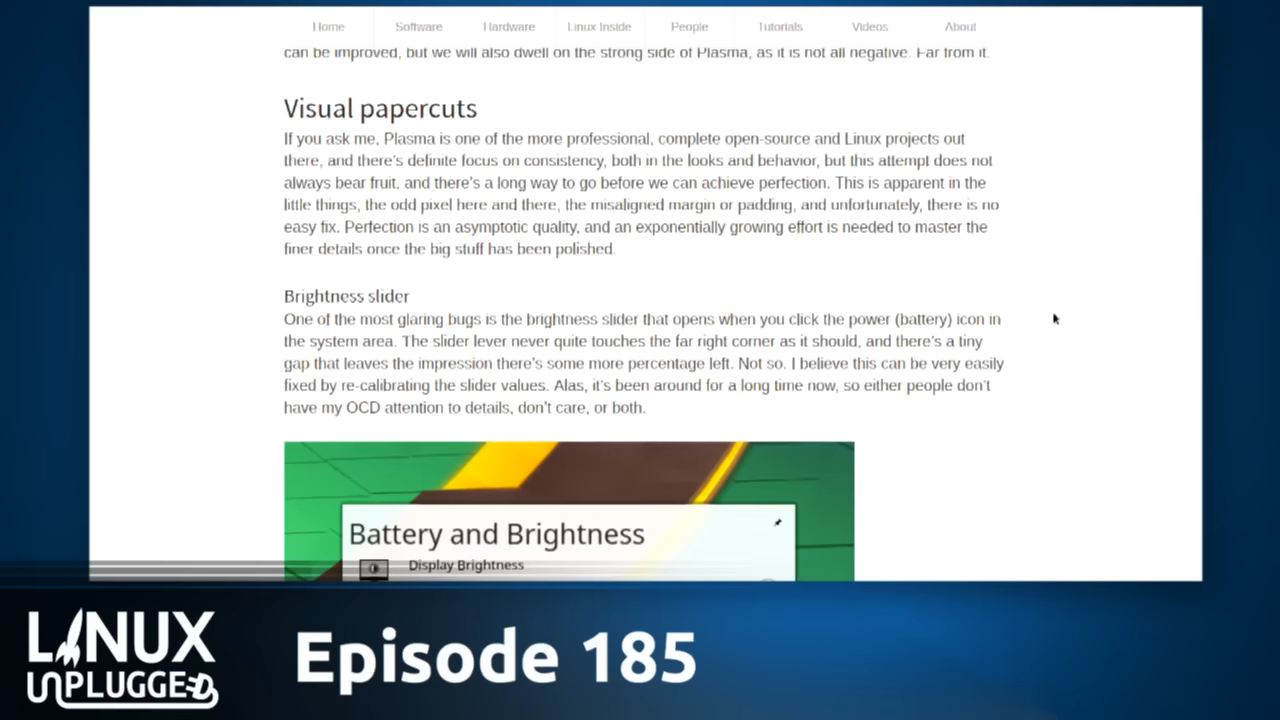 Home Software Hardware Linux Inside People Tutorials Videos About
can be improved, but we will also dwell on the strong side of Plasma, as it is not all negative. Far from it.
Visual papercuts
If you ask me, Plasma is one of the more professional, complete open-source and Linux projects out
there, and there's definite focus on consistency, both in the looks and behavior, but this attempt does not
always bear fruit, and there's a long way to go before we can achieve perfection. This is apparent in the
little things, the odd pixel here and there, the misaligned margin or padding, and unfortunately, there is no
easy fix. Perfection is an asymptotic quality, and an exponentially growing effort is needed to master the
finer details once the big stuff has been polished.
Brightness slider
One of the most glaring bugs is the brightness slider that opens when you click the power (battery) icon in
the system area. The slider lever never quite touches the far right corner as it should, and there's a tiny
gap that leaves the impression there's some more percentage left. Not so. I believe this can be very easily
fixed by re-calibrating the slider values. Alas, it's been around for a long time now, so either people don't
have my OCD attention to details, don't care, or both.
Battery and Brightness
Display Brightness
LINUX
UNPLUGGED
Episode 185